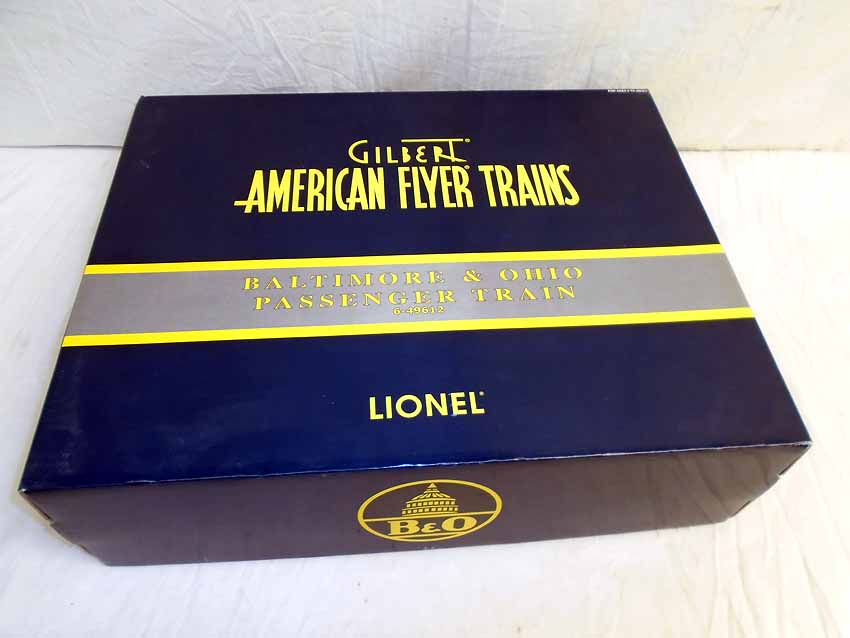 GILBERT®
AMERICAN FLYER® TRAINS
BALTIMORE & OHIO
PASSENGER TRAIN
6-49612
LIONEL®
B&O